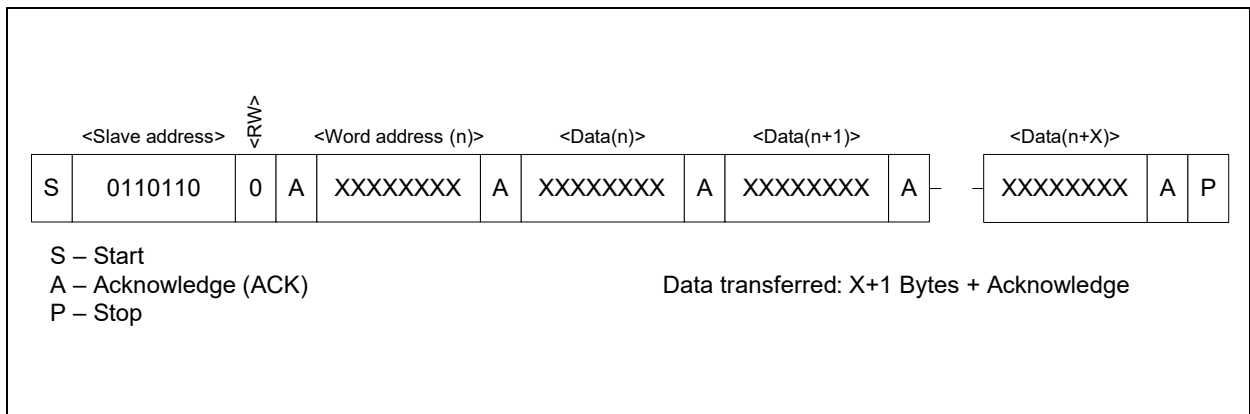 <Slave address> <RW> <Word address (n)> <Data(n)> <Data(n+1)> <Data(n+X)>
S 0110110 0 A XXXXXXXX A XXXXXXXX A XXXXXXXX A XXXXXXXX A P
S – Start
A – Acknowledge (ACK) Data transferred: X+1 Bytes + Acknowledge
P – Stop